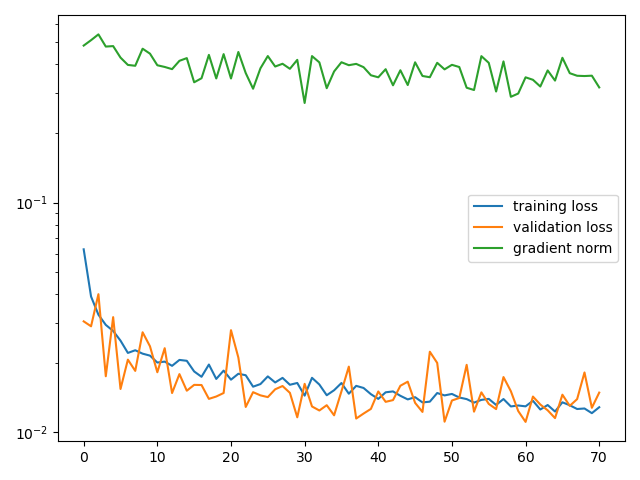 10⁻¹
10⁻²
training loss
validation loss
gradient norm
0 10 20 30 40 50 60 70